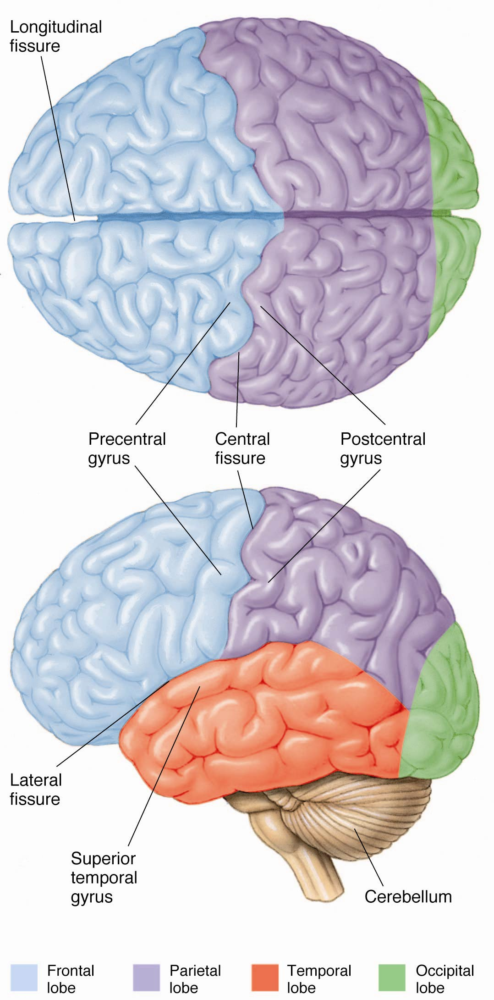 Longitudinal
fissure
Precentral
gyrus
Central
fissure
Postcentral
gyrus
Lateral
fissure
Superior
temporal
gyrus
Cerebellum
Frontal
lobe
Parietal
lobe
Temporal
lobe
Occipital
lobe